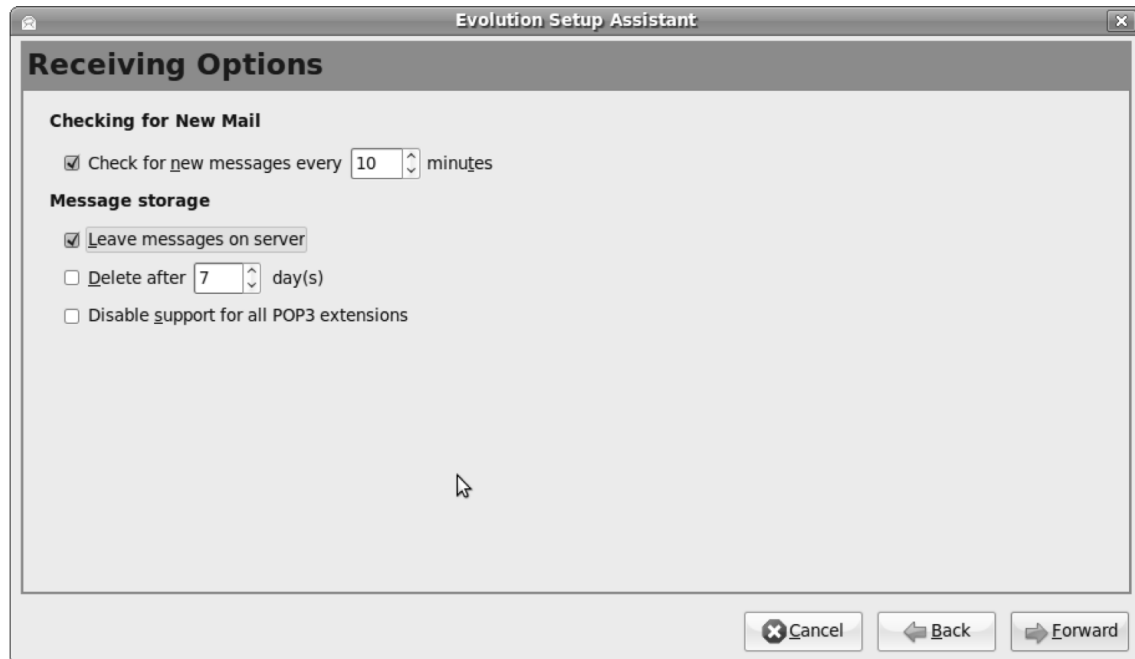 Evolution Setup Assistant
Receiving Options
Checking for New Mail
Check for new messages every 10 minutes
Message storage
Leave messages on server
Delete after 7 day(s)
Disable support for all POP3 extensions
Cancel Back Forward